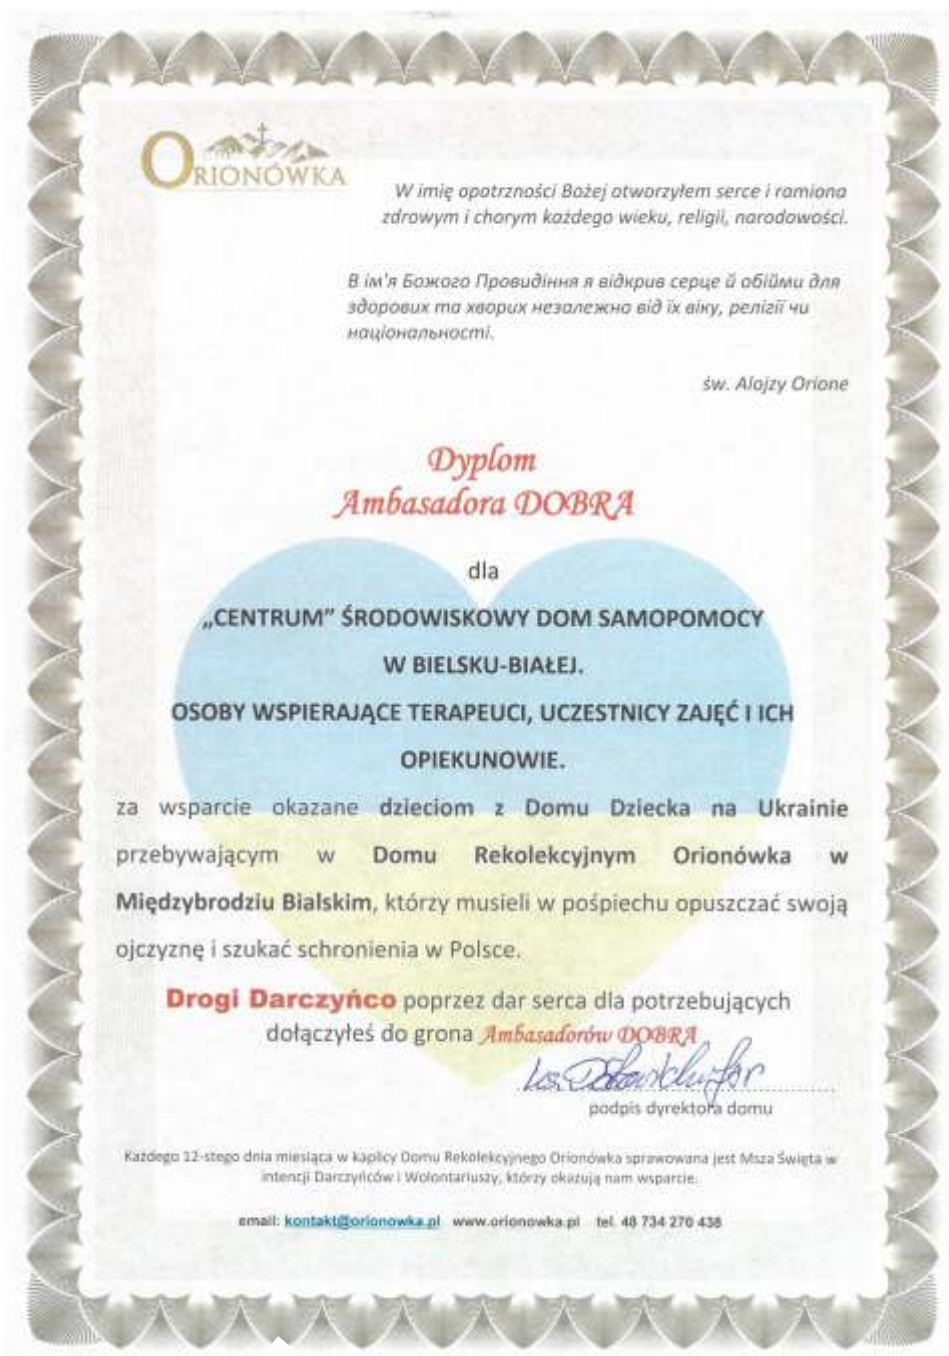 ORIONÓWKA
W imię opatrzności Bożej otworzyłem serce i ramiona
zdrowym i chorym każdego wieku, religii, narodowości.
В ім'я Божого Провидіння я відкрив серце й обійми для
здорових та хворих незалежно від їх віку, релігії чи
національності.
św. Alojzy Orione
Dyplom
Ambasadora DOBRA
dla
„CENTRUM” ŚRODOWISKOWY DOM SAMOPOMOCY
W BIELSKU-BIAŁEJ.
OSOBY WSPIERAJĄCE TERAPEUCI, UCZESTNICY ZAJĘĆ I ICH
OPIEKUNOWIE.
za wsparcie okazane dzieciom z Domu Dziecka na Ukrainie
przebywającym w Domu Rekolekcyjnym Orionówka w
Międzybrodziu Bialskim, którzy musieli w pośpiechu opuszczać swoją
ojczyznę i szukać schronienia w Polsce.
Drogi Darczyńco poprzez dar serca dla potrzebujących
dołączyłeś do grona Ambasadorów DOBRA
podpis dyrektora domu
Każdego 12-stego dnia miesiąca w kaplicy Domu Rekolekcyjnego Orionówka sprawowana jest Msza Święta w
intencji Darczyńców i Wolontariuszy, którzy okazują nam wsparcie.
email: kontakt@orionowka.pl www.orionowka.pl tel. 48 734 270 438